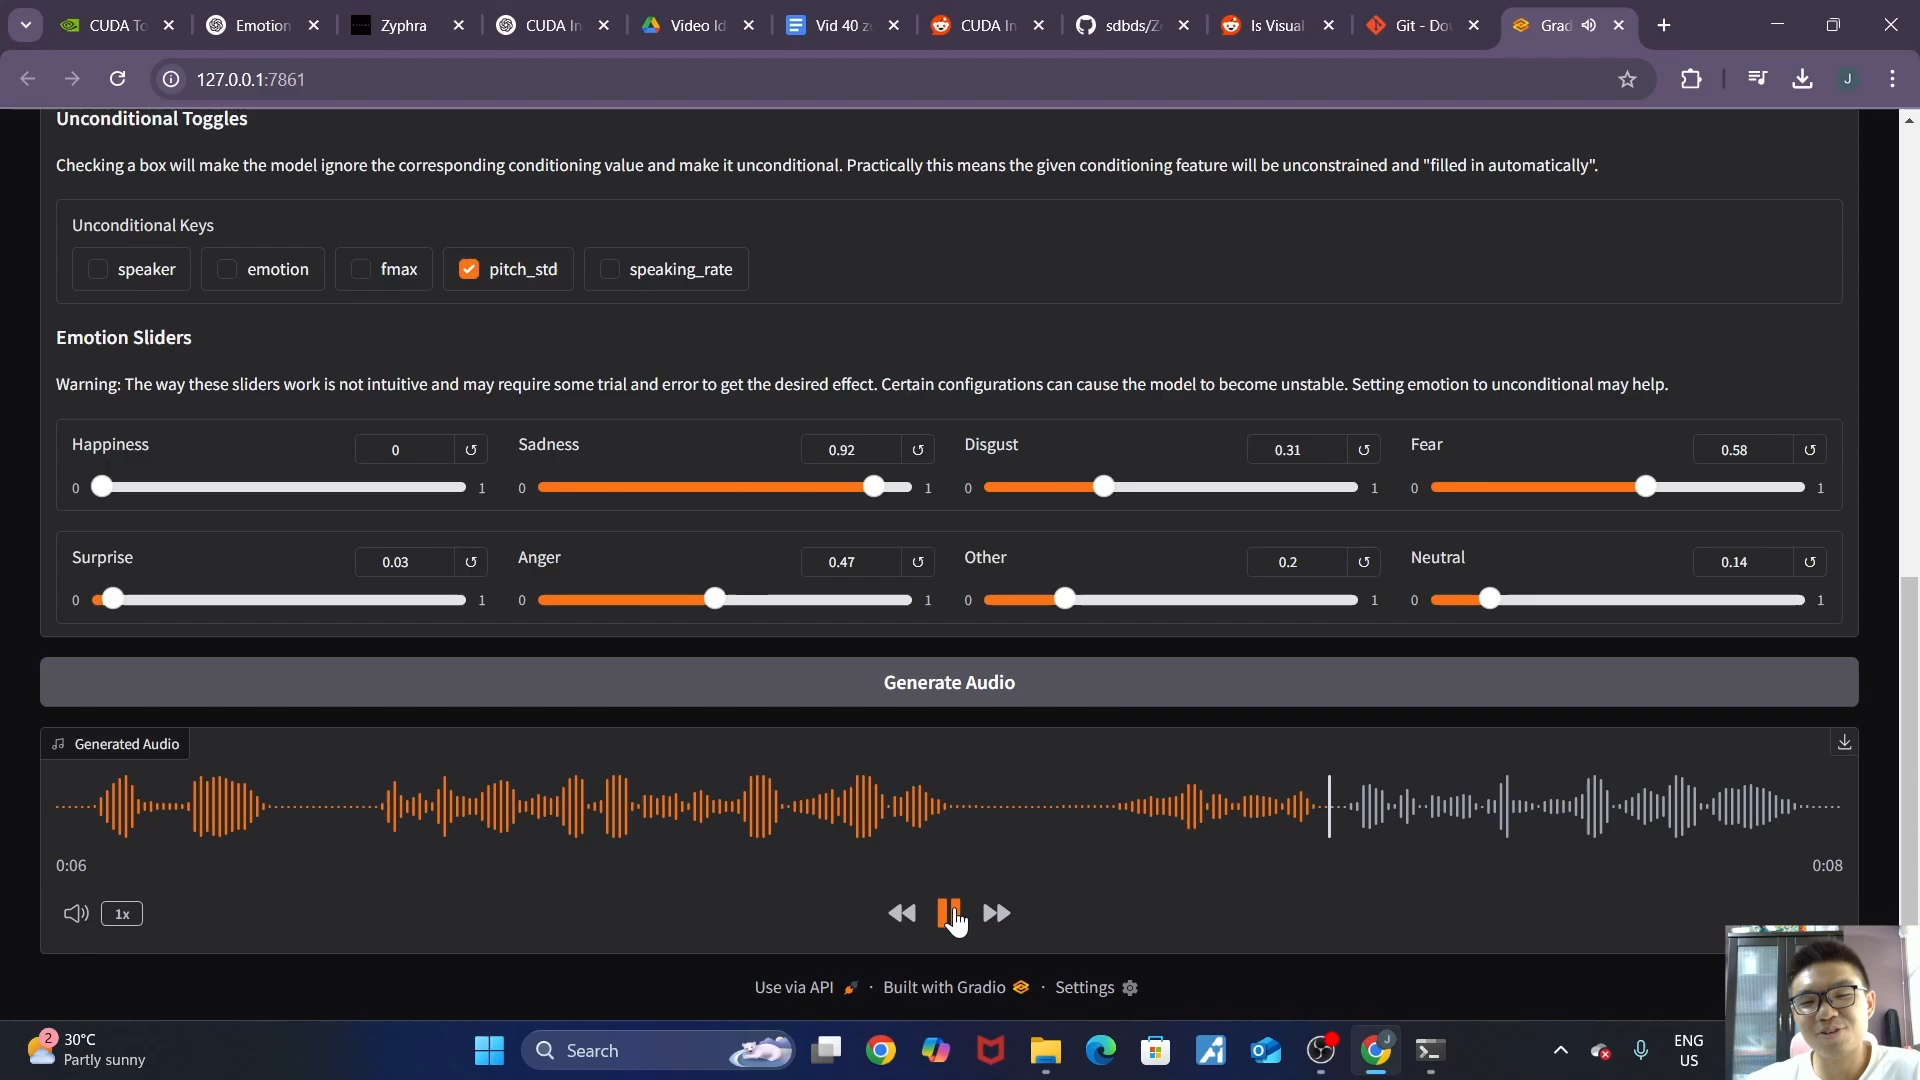 CUDA To
Emotion
Zyphra
CUDA In
Video Id
Vid 40 z
CUDA In
sdbds/Z
Is Visual
Git - Do
Grad
127.0.0.1:7861
J
Unconditional Toggles
Checking a box will make the model ignore the corresponding conditioning value and make it unconditional. Practically this means the given conditioning feature will be unconstrained and "filled in automatically".
Unconditional Keys
speaker emotion fmax pitch_std speaking_rate
Emotion Sliders
Warning: The way these sliders work is not intuitive and may require some trial and error to get the desired effect. Certain configurations can cause the model to become unstable. Setting emotion to unconditional may help.
Happiness 0 ↺ Sadness 0.92 ↺ Disgust 0.31 ↺ Fear 0.58 ↺
0 1 0 1 0 1 0 1
Surprise 0.03 ↺ Anger 0.47 ↺ Other 0.2 ↺ Neutral 0.14 ↺
0 1 0 1 0 1 0 1
Generate Audio
Generated Audio
0:06 0:08
1x
Use via API · Built with Gradio · Settings
2 30°C
Partly sunny
Search
J
ENG
US